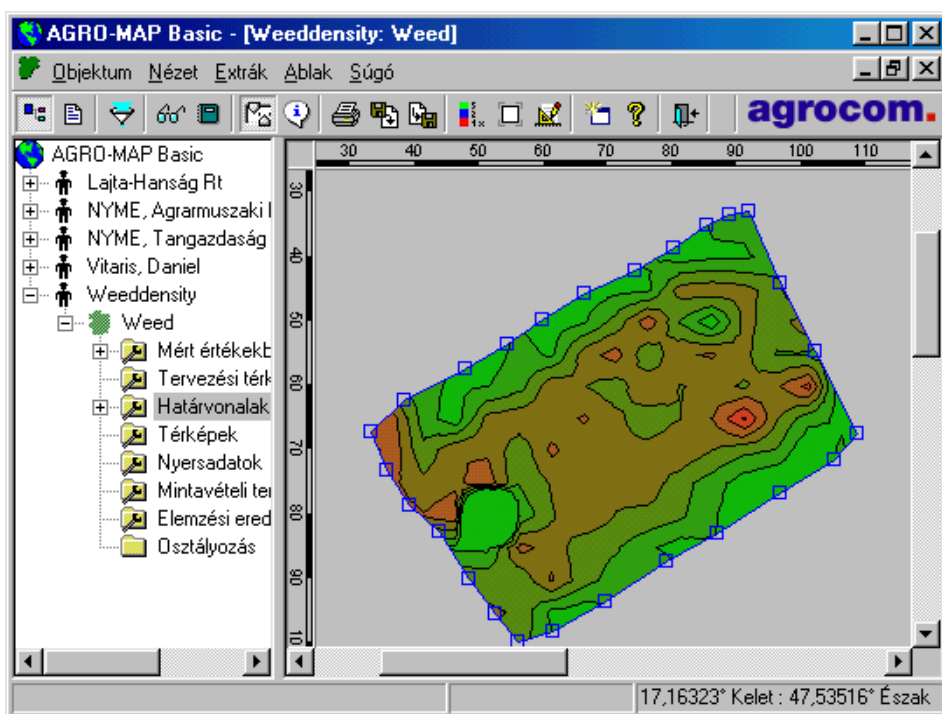 AGRO-MAP Basic - [Weeddensity: Weed]
Objektum Nézet Extrák Ablak Súgó
agrocom.
AGRO-MAP Basic
Lajta-Hanság Rt
NYME, Agrarmuszaki I
NYME, Tangazdaság
Vitaris, Daniel
Weeddensity
Weed
Mért értékekb
Tervezési térk
Határvonalak
Térképek
Nyersadatok
Mintavételi ter
Elemzési ered
Osztályozás
30 40 50 60 70 80 90 100 110
30
40
50
60
70
80
90
10
17,16323° Kelet : 47,53516° Észak